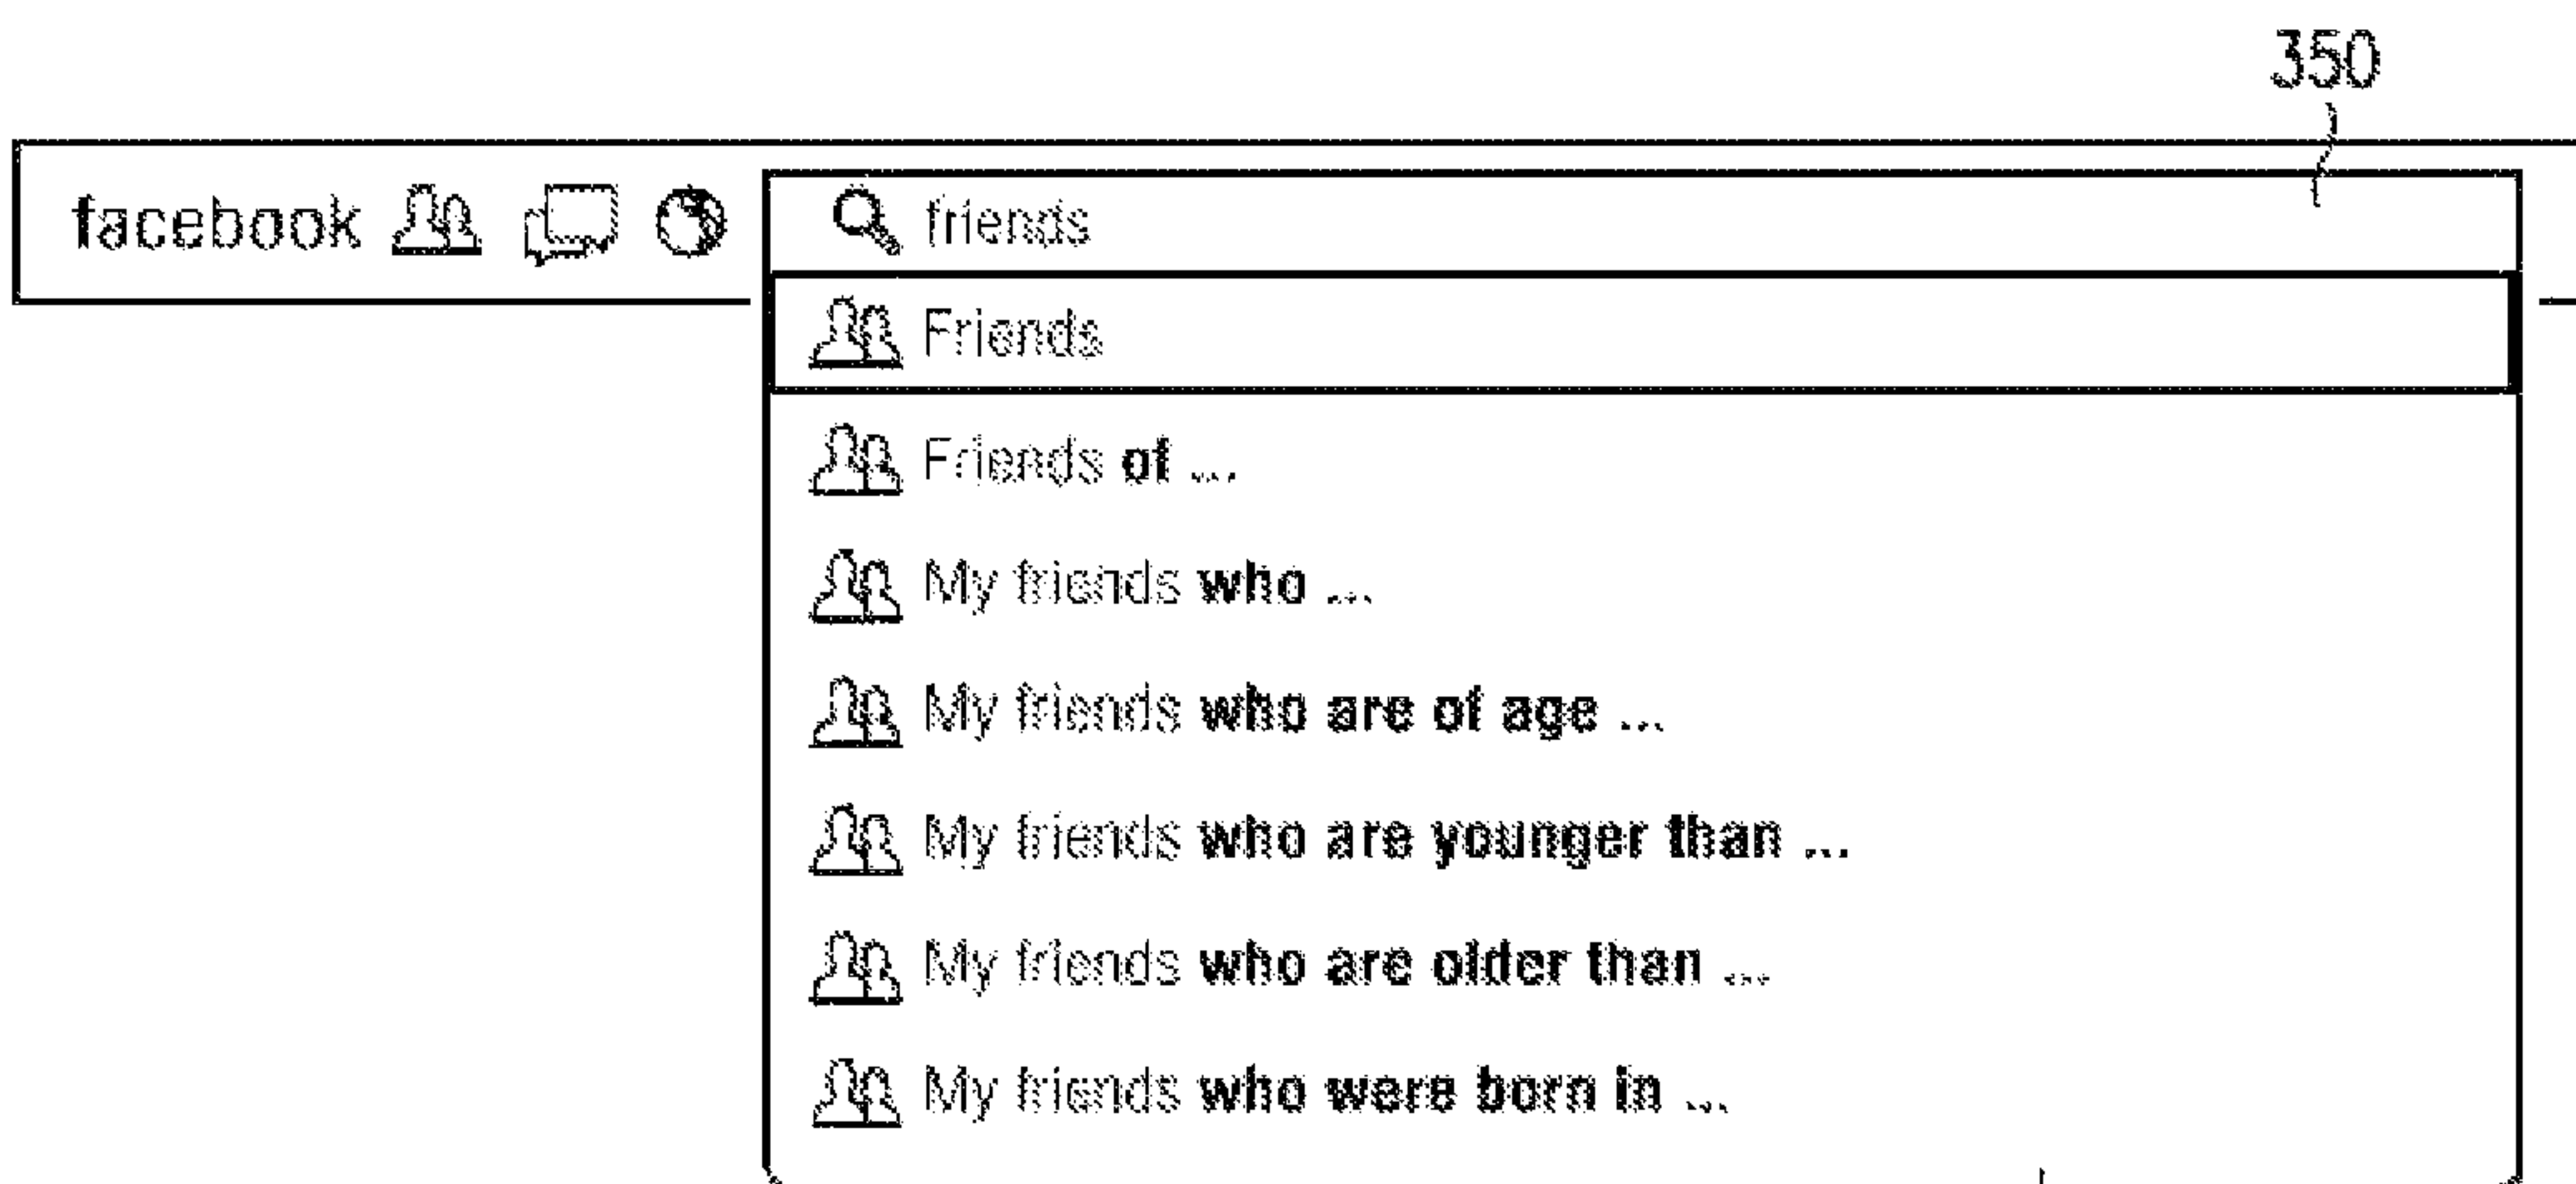 350
facebook friends
Friends
Friends of ...
My friends who ...
My friends who are of age ...
My friends who are younger than ...
My friends who are older than ...
My friends who were born in ...